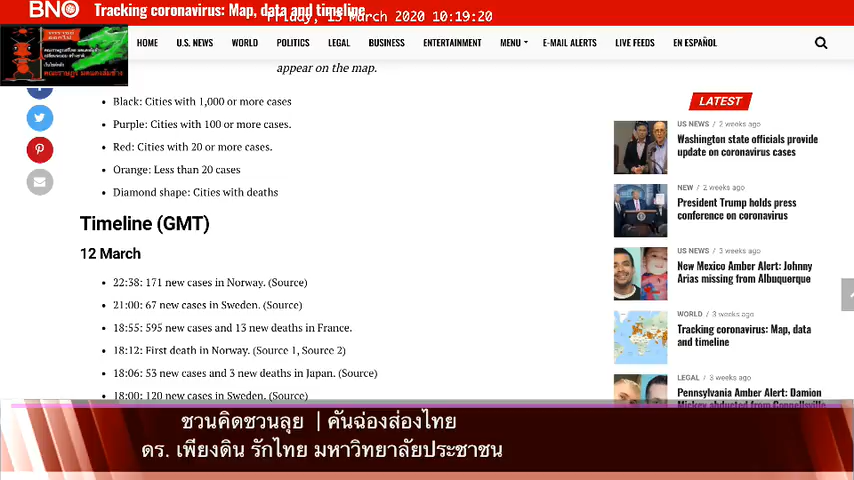 BNO
Tracking coronavirus: Map, data and timeline
Friday, 13 March 2020 10:19:20
HOME U.S. NEWS WORLD POLITICS LEGAL BUSINESS ENTERTAINMENT MENU E-MAIL ALERTS LIVE FEEDS EN ESPAÑOL
appear on the map.
Black: Cities with 1,000 or more cases
Purple: Cities with 100 or more cases.
Red: Cities with 20 or more cases.
Orange: Less than 20 cases
Diamond shape: Cities with deaths
Timeline (GMT)
12 March
22:38: 171 new cases in Norway. (Source)
21:00: 67 new cases in Sweden. (Source)
18:55: 595 new cases and 13 new deaths in France.
18:12: First death in Norway. (Source 1, Source 2)
18:06: 53 new cases and 3 new deaths in Japan. (Source)
18:00: 120 new cases in Sweden. (Source)
LATEST
US NEWS / 2 weeks ago
Washington state officials provide
update on coronavirus cases
NEW / 2 weeks ago
President Trump holds press
conference on coronavirus
US NEWS / 3 weeks ago
New Mexico Amber Alert: Johnny
Arias missing from Albuquerque
WORLD / 3 weeks ago
Tracking coronavirus: Map, data
and timeline
LEGAL / 3 weeks ago
Pennsylvania Amber Alert: Damion
Mickey abducted from Connellsville
ชวนคิดชวนลุย | คันฉ่องส่องไทย
ดร. เพียงดิน รักไทย มหาวิทยาลัยประชาชน